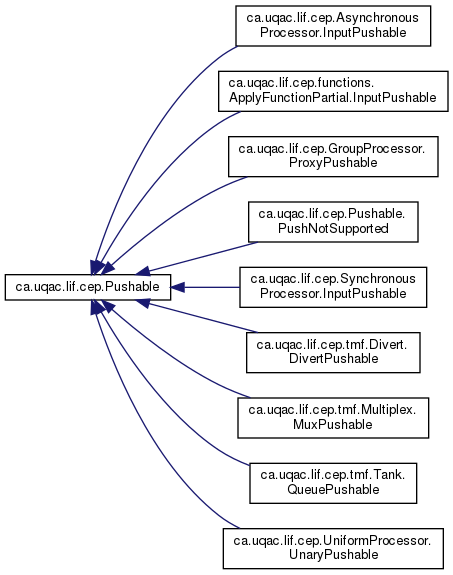 ca.uqac.lif.cep.Asynchronous
Processor.InputPushable
ca.uqac.lif.cep.functions.
ApplyFunctionPartial.InputPushable
ca.uqac.lif.cep.GroupProcessor.
ProxyPushable
ca.uqac.lif.cep.Pushable.
PushNotSupported
ca.uqac.lif.cep.Pushable
ca.uqac.lif.cep.Synchronous
Processor.InputPushable
ca.uqac.lif.cep.tmf.Divert.
DivertPushable
ca.uqac.lif.cep.tmf.Multiplex.
MuxPushable
ca.uqac.lif.cep.tmf.Tank.
QueuePushable
ca.uqac.lif.cep.UniformProcessor.
UnaryPushable